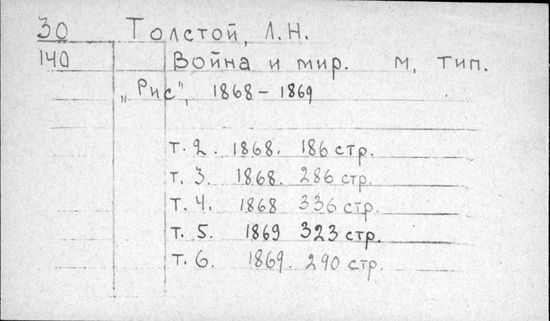 30 Толстой, Л.Н.
140 Война и мир. м, тип.
„Рис", 1868-1869
т. 2. 1868. 186 стр.
т. 3. 1868. 286 стр.
т. 4. 1868 336 стр.
т. 5. 1869 323 стр.
т. 6. 1869. 290 стр.